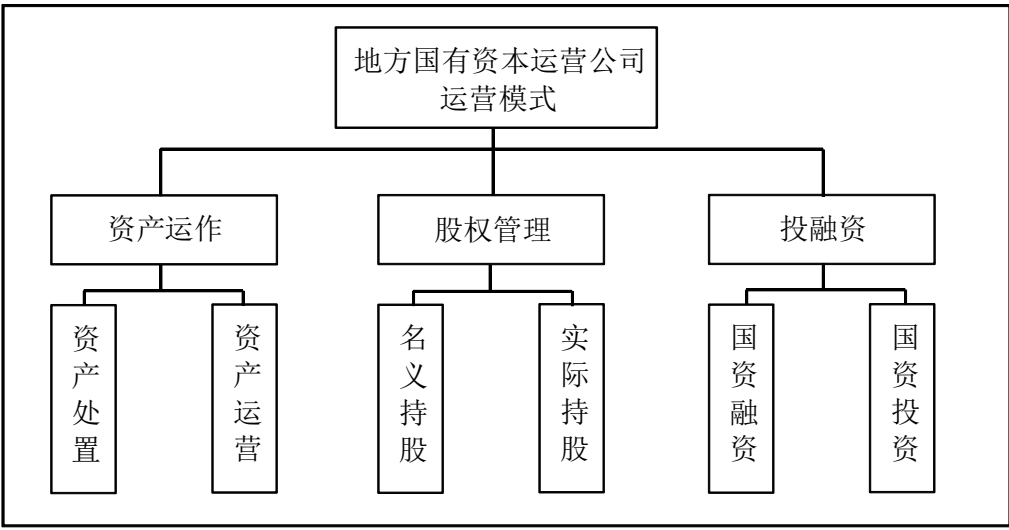 地方国有资本运营公司
运营模式
资产运作
股权管理
投融资
资产处置
资产运营
名义持股
实际持股
国资融资
国资投资